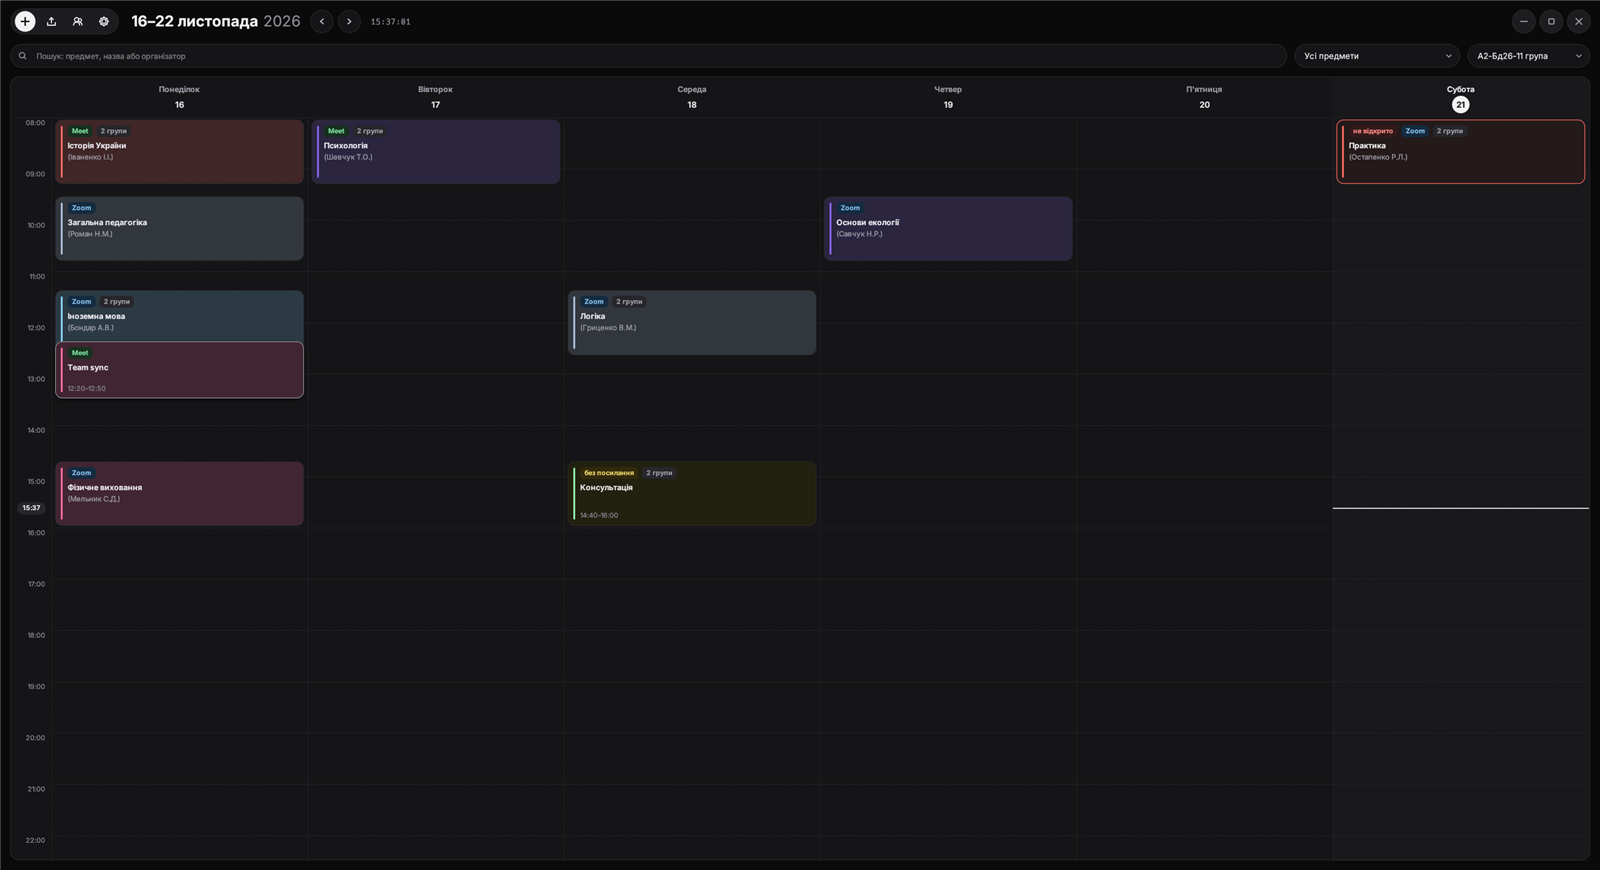 16–22 листопада 2026
15:37:01
Пошук: предмет, назва або організатор
Усі предмети
А2-Бд26-11 група
Понеділок
16
Вівторок
17
Середа
18
Четвер
19
П'ятниця
20
Субота
21
08:00
09:00
10:00
11:00
12:00
13:00
14:00
15:00
15:37
16:00
17:00
18:00
19:00
20:00
21:00
22:00
Meet 2 групи
Історія України
(Іваненко І.І.)
Zoom
Загальна педагогіка
(Роман Н.М.)
Zoom 2 групи
Іноземна мова
(Бондар А.В.)
Meet
Team sync
12:20–12:50
Zoom
Фізичне виховання
(Мельник С.Д.)
Meet 2 групи
Психологія
(Шевчук Т.О.)
Zoom 2 групи
Логіка
(Гриценко В.М.)
без посилання 2 групи
Консультація
14:40–16:00
Zoom
Основи екології
(Савчук Н.Р.)
не відкрито Zoom 2 групи
Практика
(Остапенко Р.Л.)